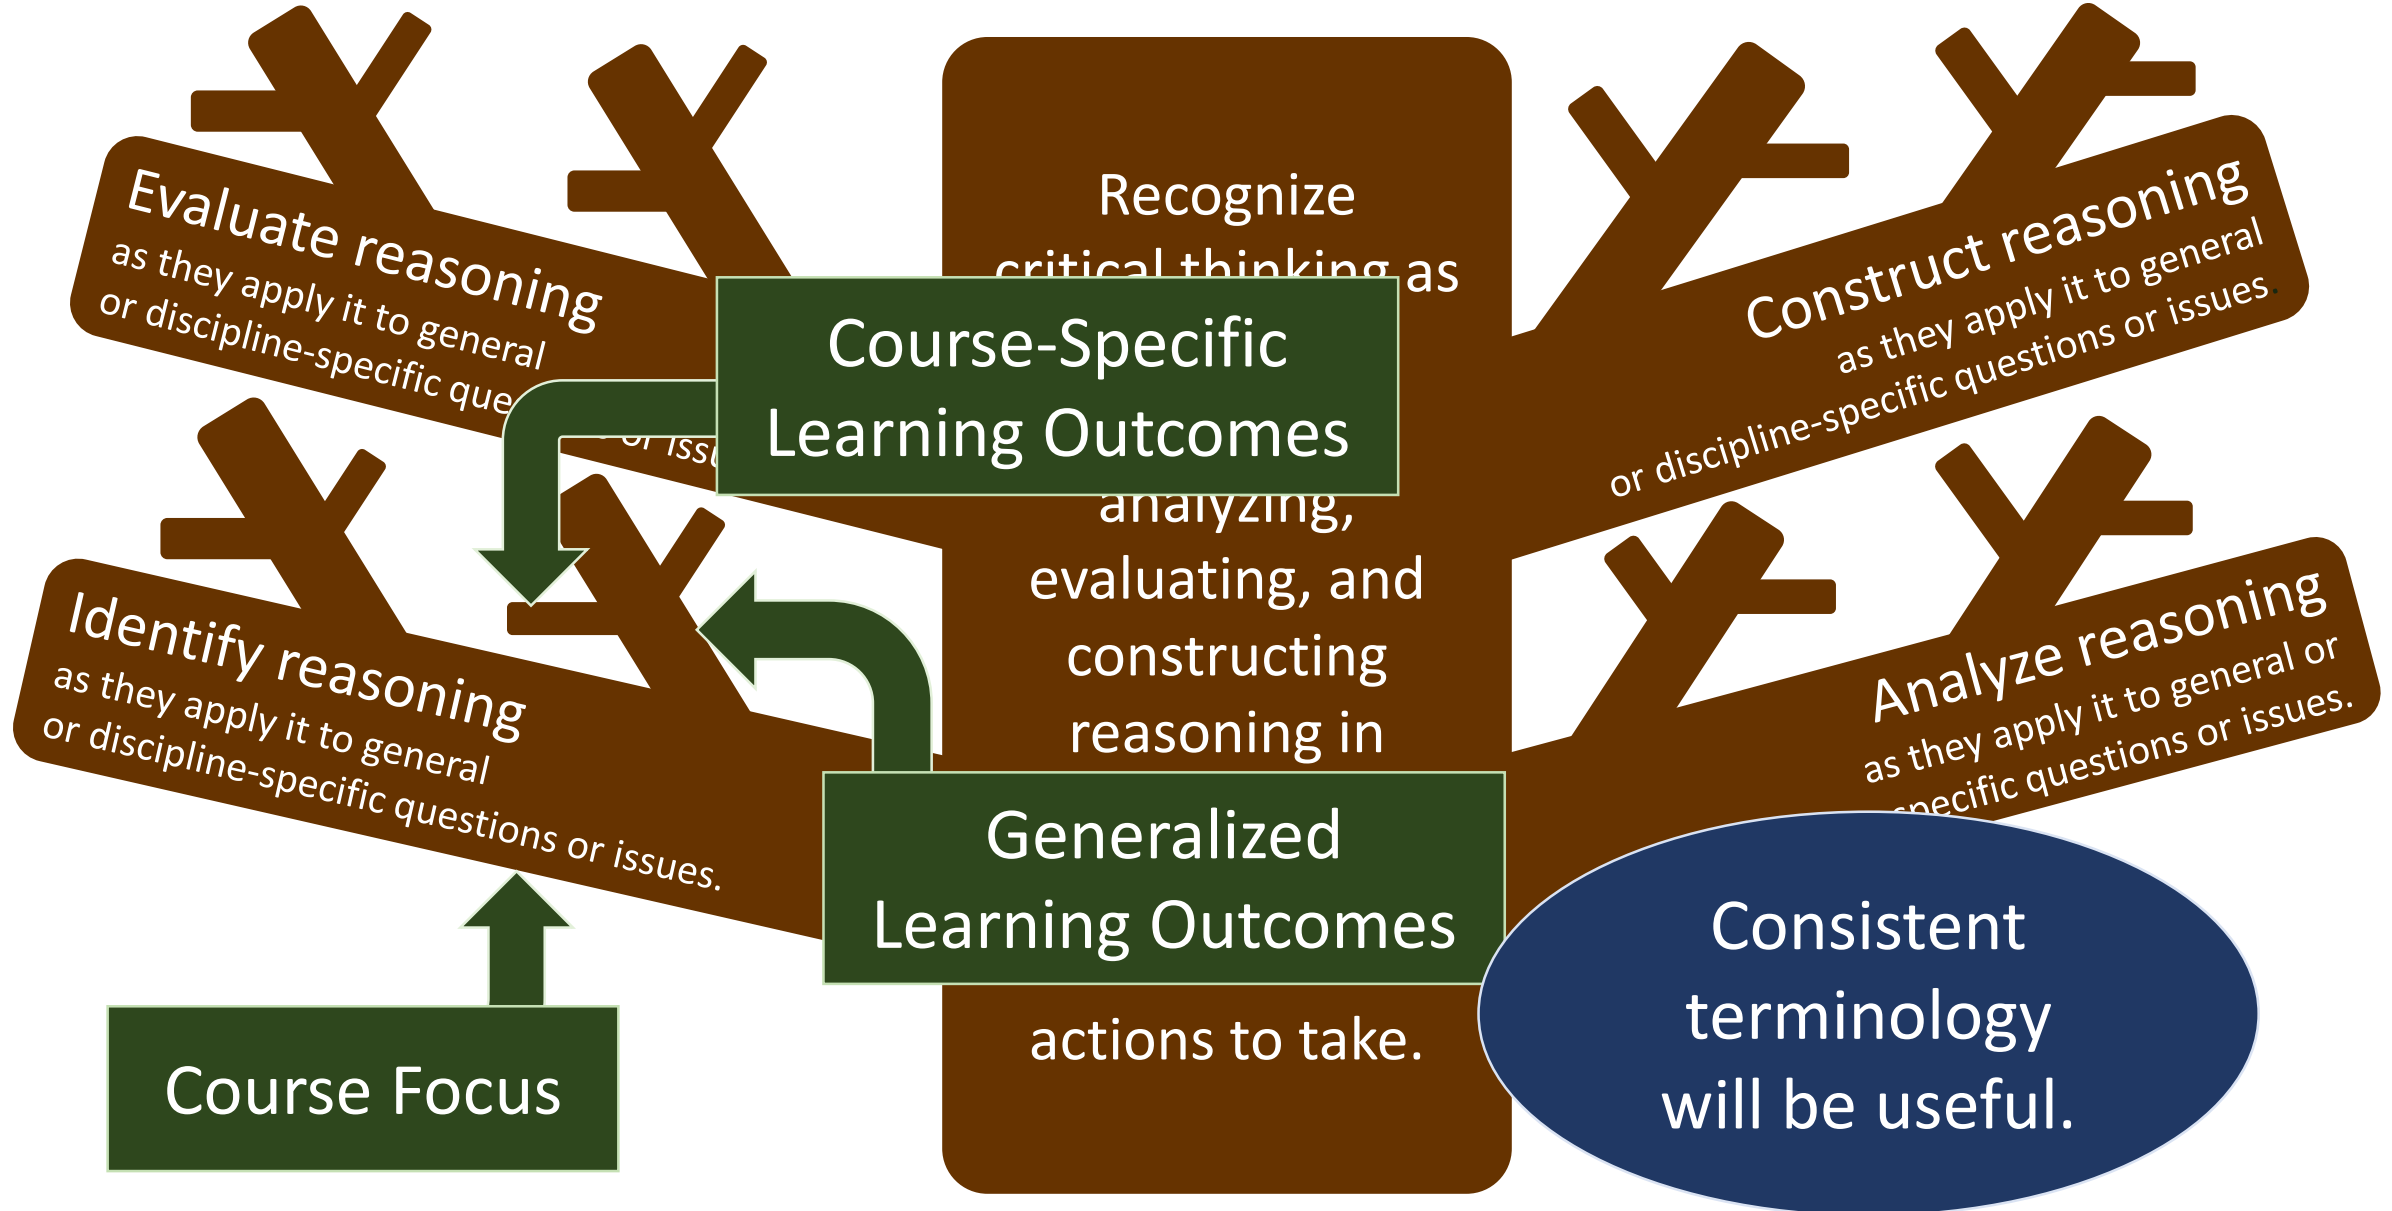 Evaluate reasoning
as they apply it to general
or discipline-specific que
or issu
Recognize
critical thinking as
analyzing,
evaluating, and
constructing
reasoning in
actions to take.
Construct reasoning
as they apply it to general
or discipline-specific questions or issues.
Course-Specific
Learning Outcomes
Identify reasoning
as they apply it to general
or discipline-specific questions or issues.
Analyze reasoning
as they apply it to general or
specific questions or issues.
Generalized
Learning Outcomes
Course Focus
Consistent
terminology
will be useful.